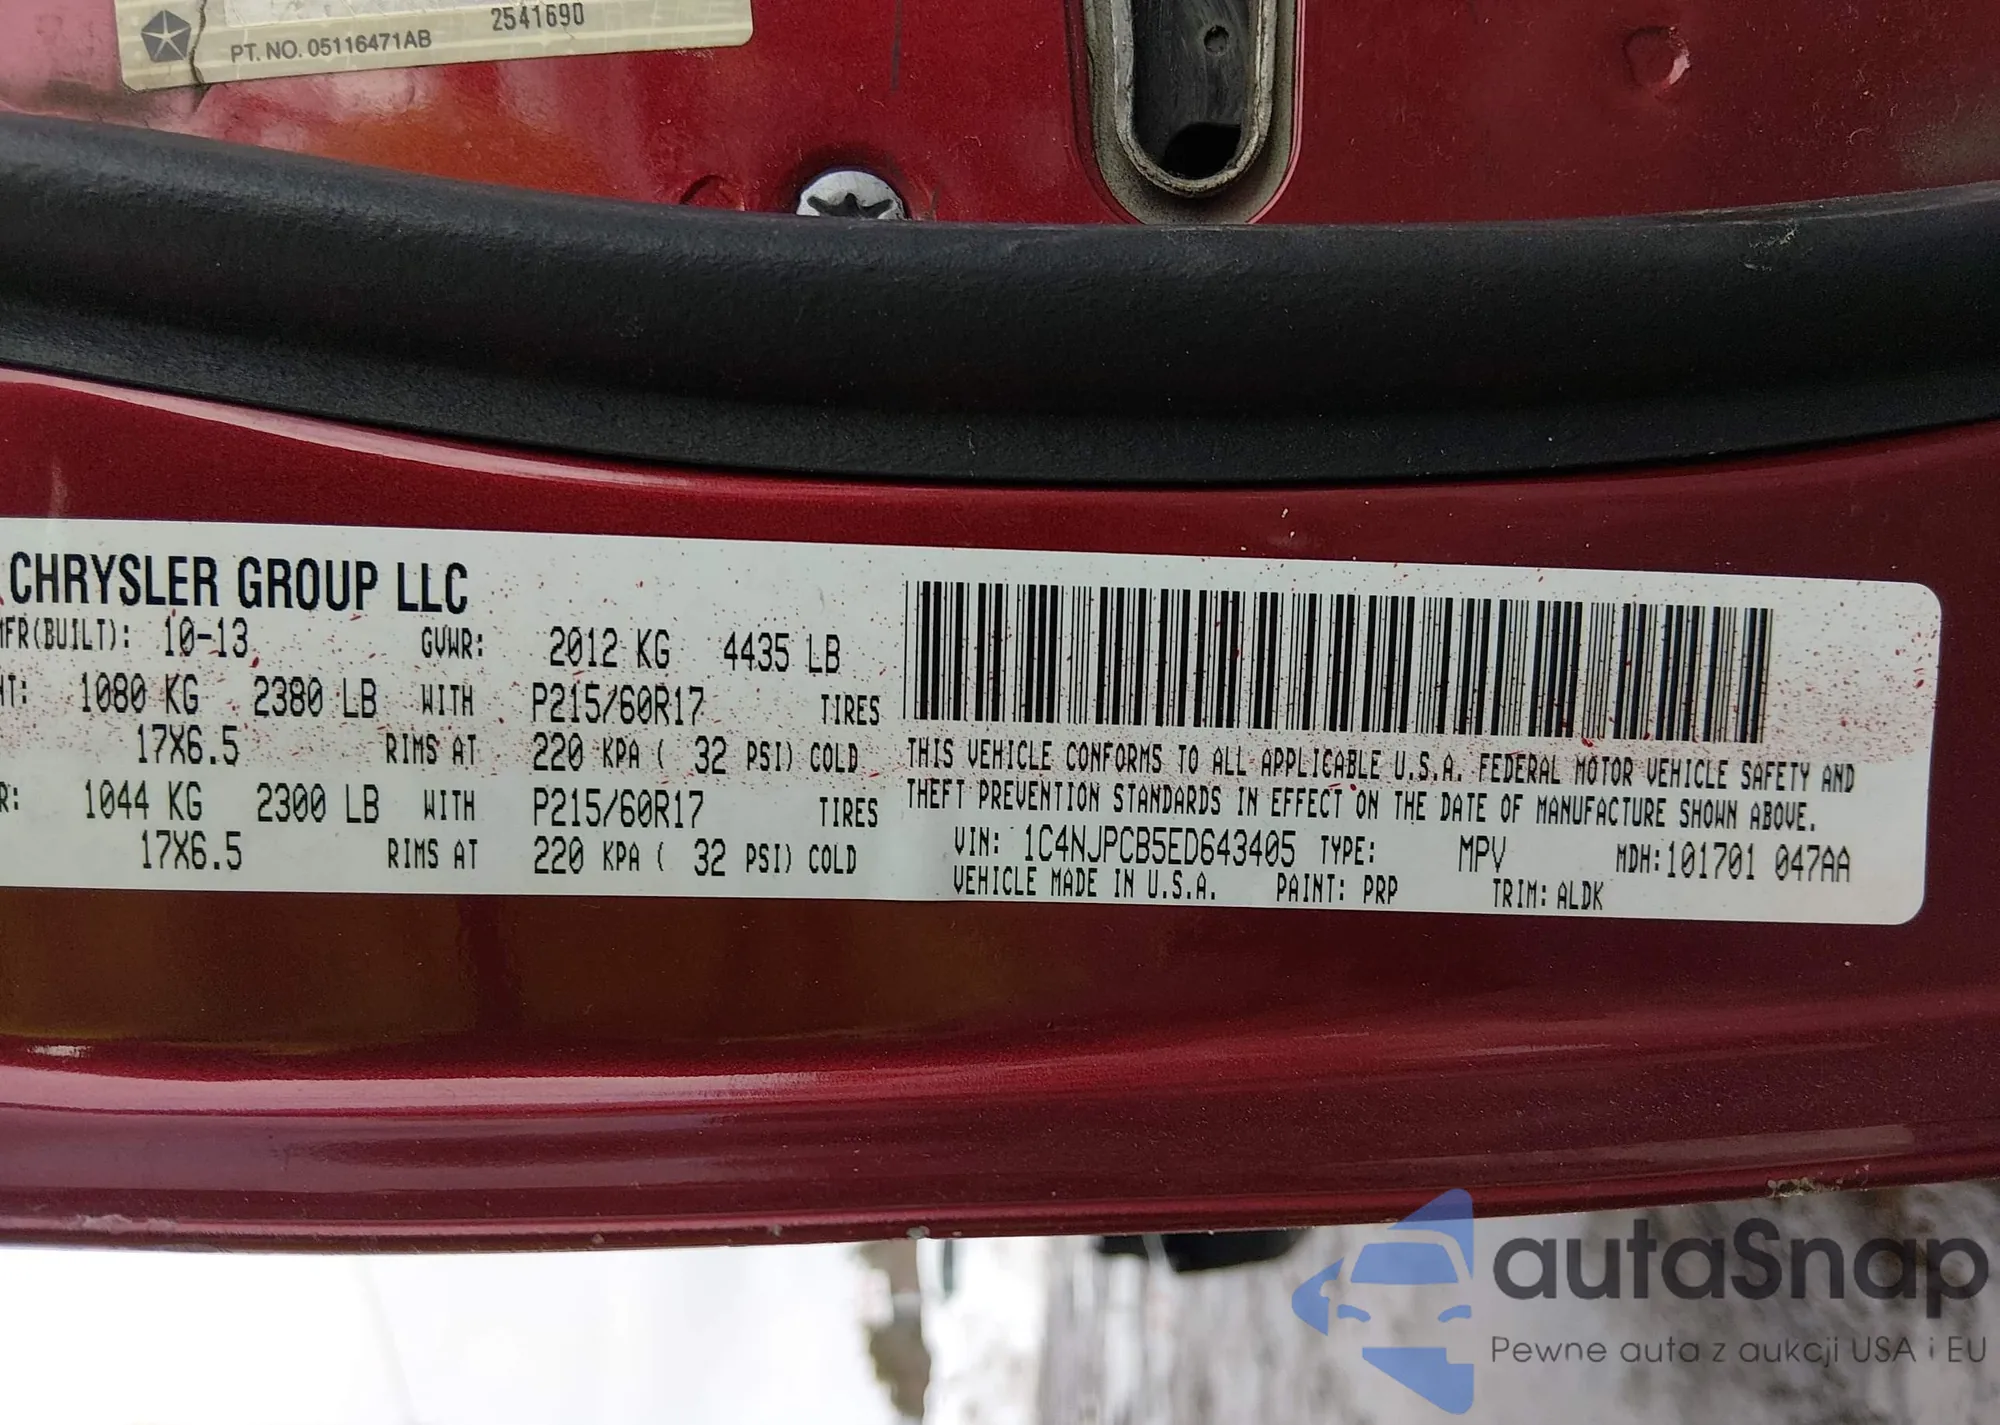 2541690
PT. NO. 05116471AB
CHRYSLER GROUP LLC
MFR(BUILT): 10-13 GVWR: 2012 KG 4435 LB
1080 KG 2380 LB WITH P215/60R17 TIRES
17X6.5 RIMS AT 220 KPA ( 32 PSI) COLD
1044 KG 2300 LB WITH P215/60R17 TIRES
17X6.5 RIMS AT 220 KPA ( 32 PSI) COLD
THIS VEHICLE CONFORMS TO ALL APPLICABLE U.S.A. FEDERAL MOTOR VEHICLE SAFETY AND
THEFT PREVENTION STANDARDS IN EFFECT ON THE DATE OF MANUFACTURE SHOWN ABOVE.
VIN: 1C4NJPCB5ED643405 TYPE: MPV MDH:101701 047AA
VEHICLE MADE IN U.S.A. PAINT: PRP TRIM: ALDK
autaSnap
Pewne auta z aukcji USA i EU